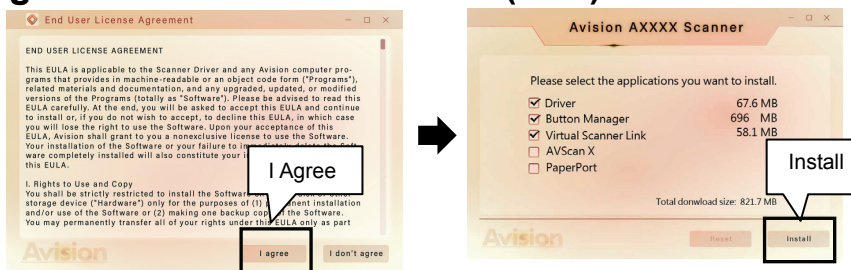 End User License Agreement
END USER LICENSE AGREEMENT
This EULA is applicable to the Scanner Driver and any Avision computer pro-
grams that provides in machine-readable or an object code form ("Programs"),
related materials and documentation, and any upgraded, updated, or modified
versions of the Programs (totally as "Software"). Please be advised to read this
EULA carefully. At the end, you will be asked to accept this EULA and continue
to install or, if you do not wish to accept, to decline this EULA, in which case
you will lose the right to use the Software. Upon your acceptance of this
EULA, Avision shall grant to you a nonexclusive license to use the Software.
Your installation of the Software or your failure to
ware completely installed will also constitute your
this EULA.
I. Rights to Use and Copy
You shall be strictly restricted to install the Software
storage device ("Hardware") only for the purposes of (1) installation
and/or use of the Software or (2) making one backup copy the Software.
You may permanently transfer all of your rights under this EULA only as part
I Agree
Avision
I agree
I don't agree
Avision AXXXX Scanner
Please select the applications you want to install.
Driver 67.6 MB
Button Manager 696 MB
Virtual Scanner Link 58.1 MB
AVScan X
PaperPort
Install
Total donwload size: 821.7 MB
Avision
Reset
Install